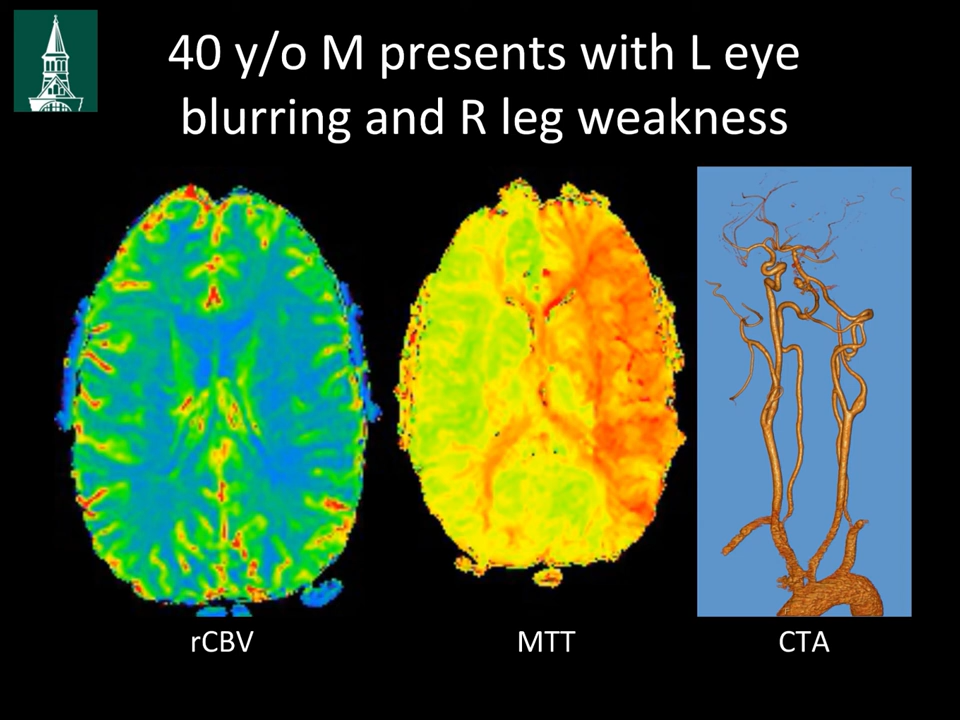 40 y/o M presents with L eye
blurring and R leg weakness
rCBV
MTT
CTA